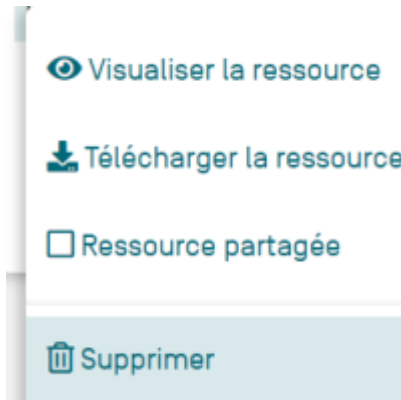 Visualiser la ressource
Télécharger la ressource
Ressource partagée
Supprimer